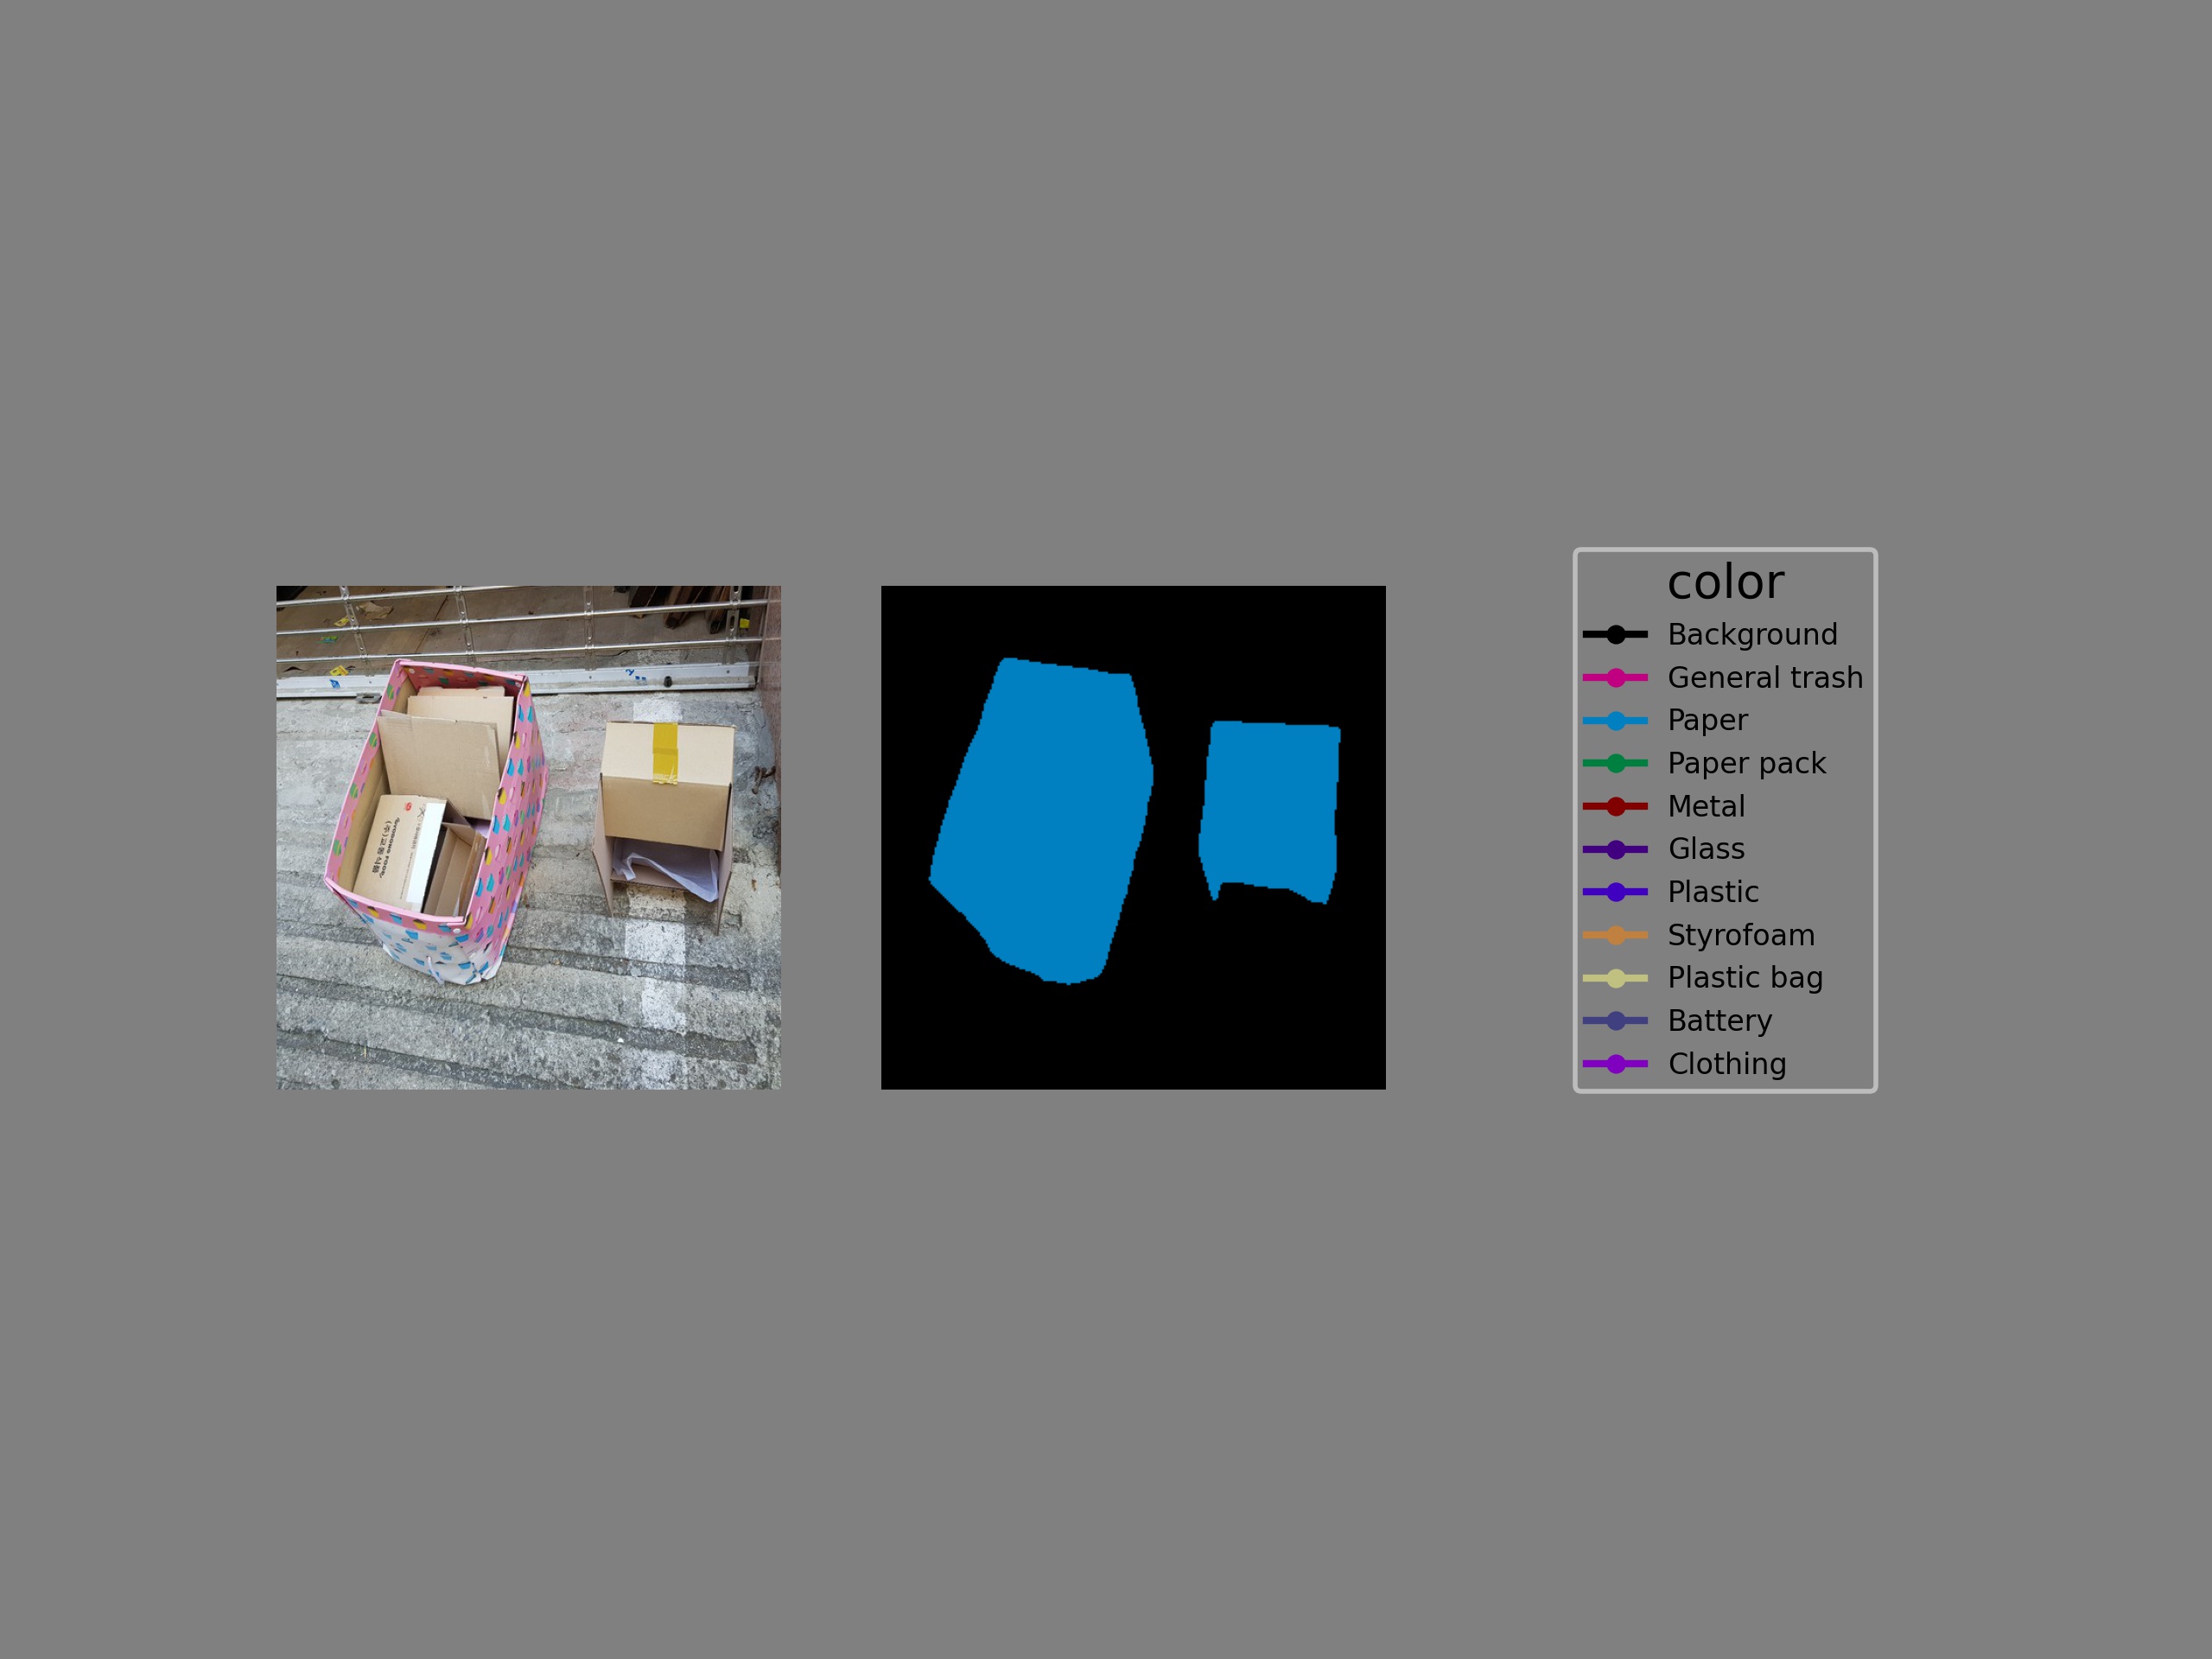 color
Background
General trash
Paper
Paper pack
Metal
Glass
Plastic
Styrofoam
Plastic bag
Battery
Clothing